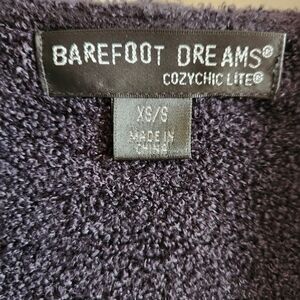 BAREFOOT DREAMS®
COZYCHIC LITE®
XS/S
MADE IN
CHINA